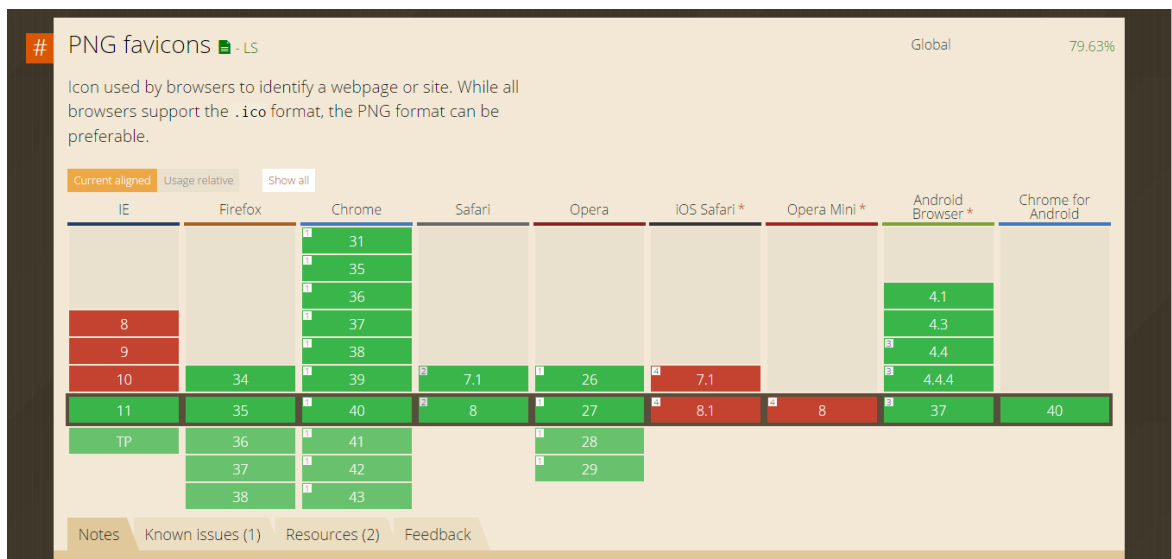 # PNG favicons - LS Global 79.63%
Icon used by browsers to identify a webpage or site. While all
browsers support the .ico format, the PNG format can be
preferable.
Current aligned Usage relative Show all
IE Firefox Chrome Safari Opera iOS Safari * Opera Mini * Android Browser * Chrome for Android
1 31
1 35
1 36 4.1
8 1 37 4.3
9 1 38 3 4.4
10 34 1 39 2 7.1 1 26 4 7.1 3 4.4.4
11 35 1 40 2 8 1 27 4 8.1 4 8 3 37 40
TP 36 1 41 1 28
37 1 42 1 29
38 1 43
Notes Known issues (1) Resources (2) Feedback